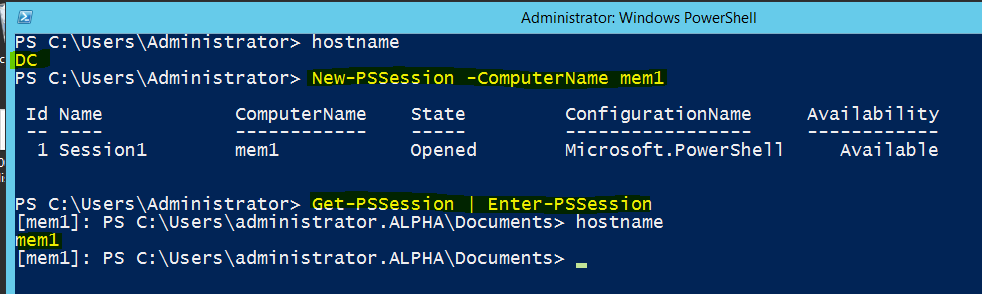 Administrator: Windows PowerShell
PS C:\Users\Administrator> hostname
DC
PS C:\Users\Administrator> New-PSSession -ComputerName mem1
Id Name ComputerName State ConfigurationName Availability
-- ---- ------------ ----- ----------------- ------------
1 Session1 mem1 Opened Microsoft.PowerShell Available
PS C:\Users\Administrator> Get-PSSession | Enter-PSSession
[mem1]: PS C:\Users\administrator.ALPHA\Documents> hostname
mem1
[mem1]: PS C:\Users\administrator.ALPHA\Documents>